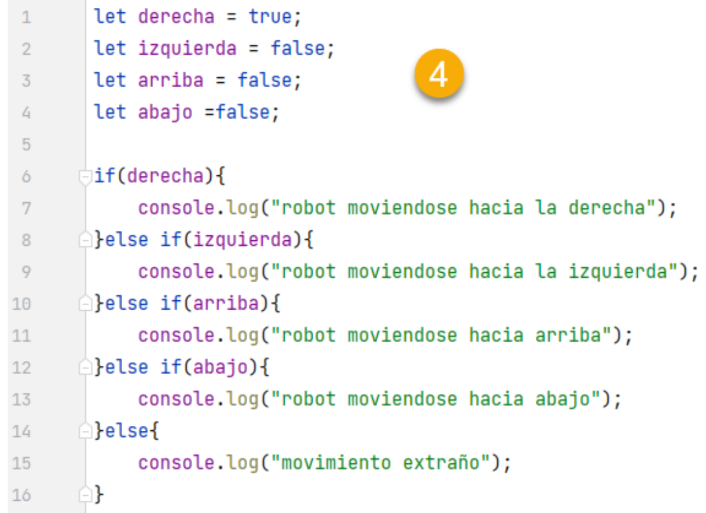 1 let derecha = true;
2 let izquierda = false;
3 let arriba = false;
4 let abajo =false;
4
5
6 if(derecha){
7     console.log("robot moviendose hacia la derecha");
8 }else if(izquierda){
9     console.log("robot moviendose hacia la izquierda");
10 }else if(arriba){
11     console.log("robot moviendose hacia arriba");
12 }else if(abajo){
13     console.log("robot moviendose hacia abajo");
14 }else{
15     console.log("movimiento extraño");
16 }